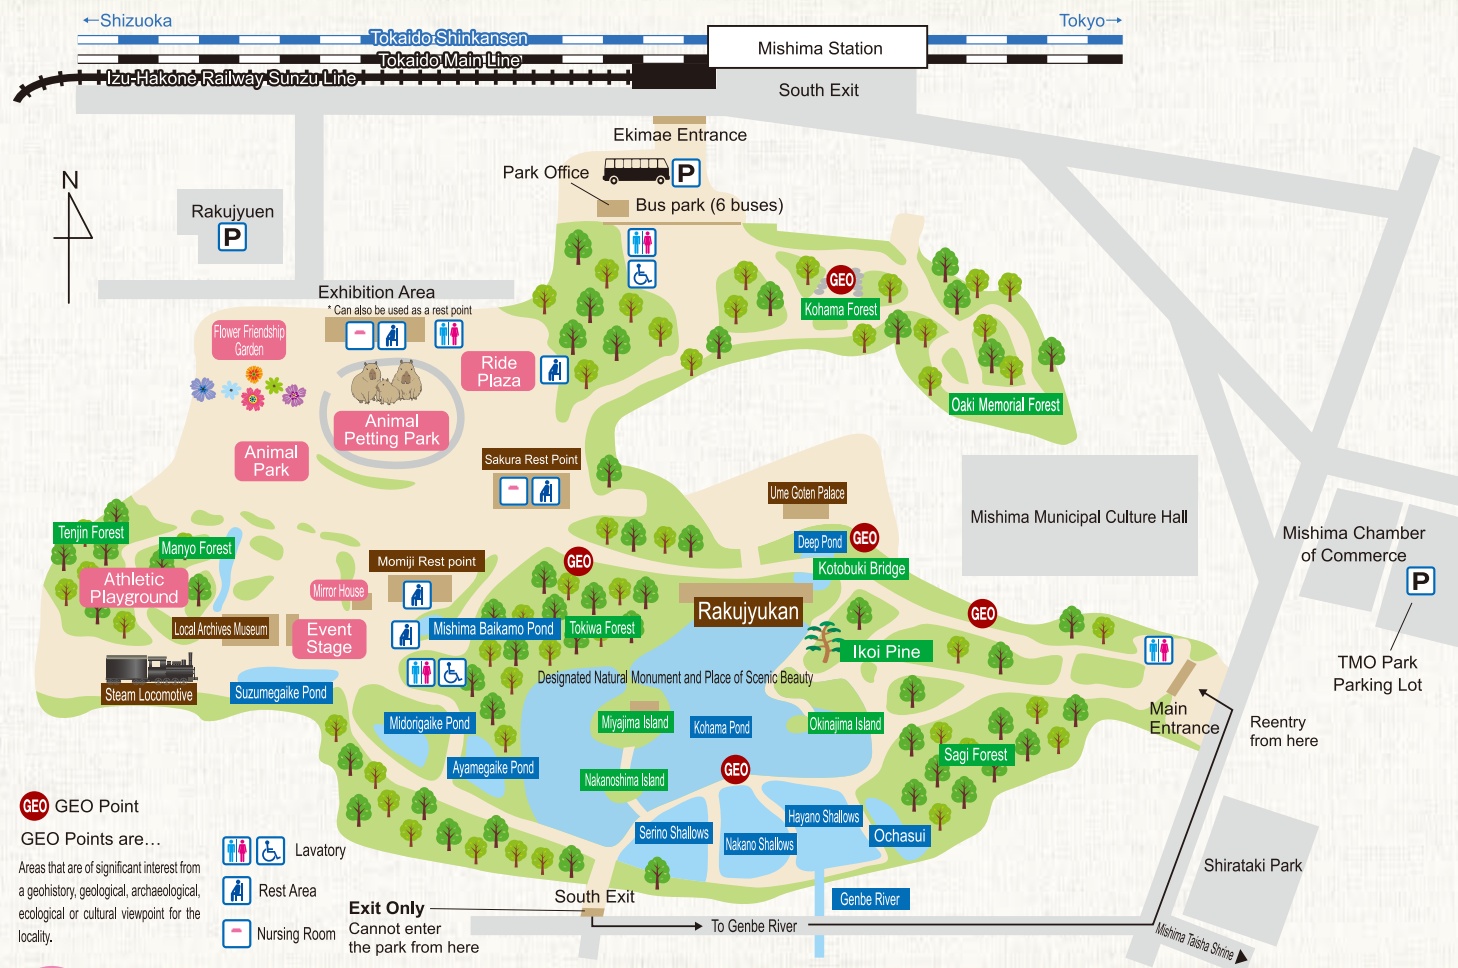 ←Shizuoka
Tokyo→
Tokaido Shinkansen
Mishima Station
Tokaido Main Line
Izu-Hakone Railway Sunzu Line
South Exit
Ekimae Entrance
Park Office
P
Bus park (6 buses)
N
Rakujyuen
P
Exhibition Area
* Can also be used as a rest point
GEO
Kohama Forest
Flower Friendship
Garden
Ride
Plaza
Animal
Petting Park
Oaki Memorial Forest
Animal
Park
Sakura Rest Point
Ume Goten Palace
Mishima Municipal Culture Hall
Mishima Chamber
of Commerce
P
Tenjin Forest
Manyo Forest
Deep Pond
GEO
Momiji Rest point
GEO
Kotobuki Bridge
Athletic
Playground
Mirror House
Rakujyukan
GEO
Local Archives Museum
Event
Stage
Mishima Baikamo Pond
Tokiwa Forest
Ikoi Pine
TMO Park
Parking Lot
Steam Locomotive
Suzumegaike Pond
Designated Natural Monument and Place of Scenic Beauty
Main
Entrance
Reentry
from here
Midorigaike Pond
Miyajima Island
Kohama Pond
Okinajima Island
Sagi Forest
Ayamegaike Pond
Nakanoshima Island
GEO
GEO GEO Point
GEO Points are…
Areas that are of significant interest from
a geohistory, geological, archaeological,
ecological or cultural viewpoint for the
locality.
Lavatory
Rest Area
Nursing Room
Serino Shallows
Nakano Shallows
Hayano Shallows
Ochasui
Shirataki Park
South Exit
Genbe River
Exit Only
Cannot enter
the park from here
To Genbe River
Mishima Taisha Shrine